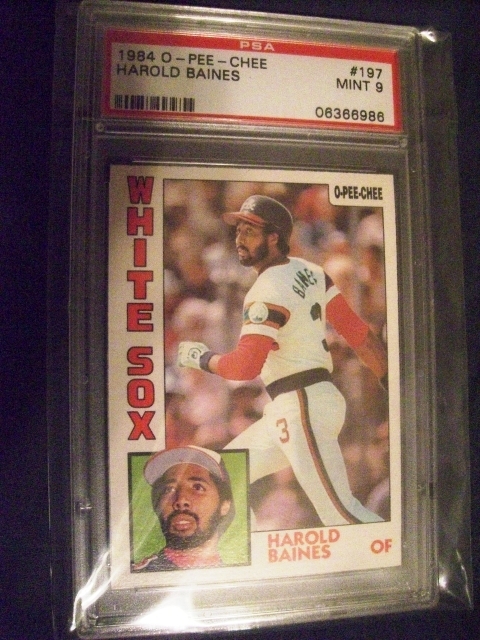 PSA
1984 O-PEE-CHEE
HAROLD BAINES
#197
MINT 9
06366986
O-PEE-CHEE
WHITE SOX
BAINES
3
3
HAROLD
BAINES
OF